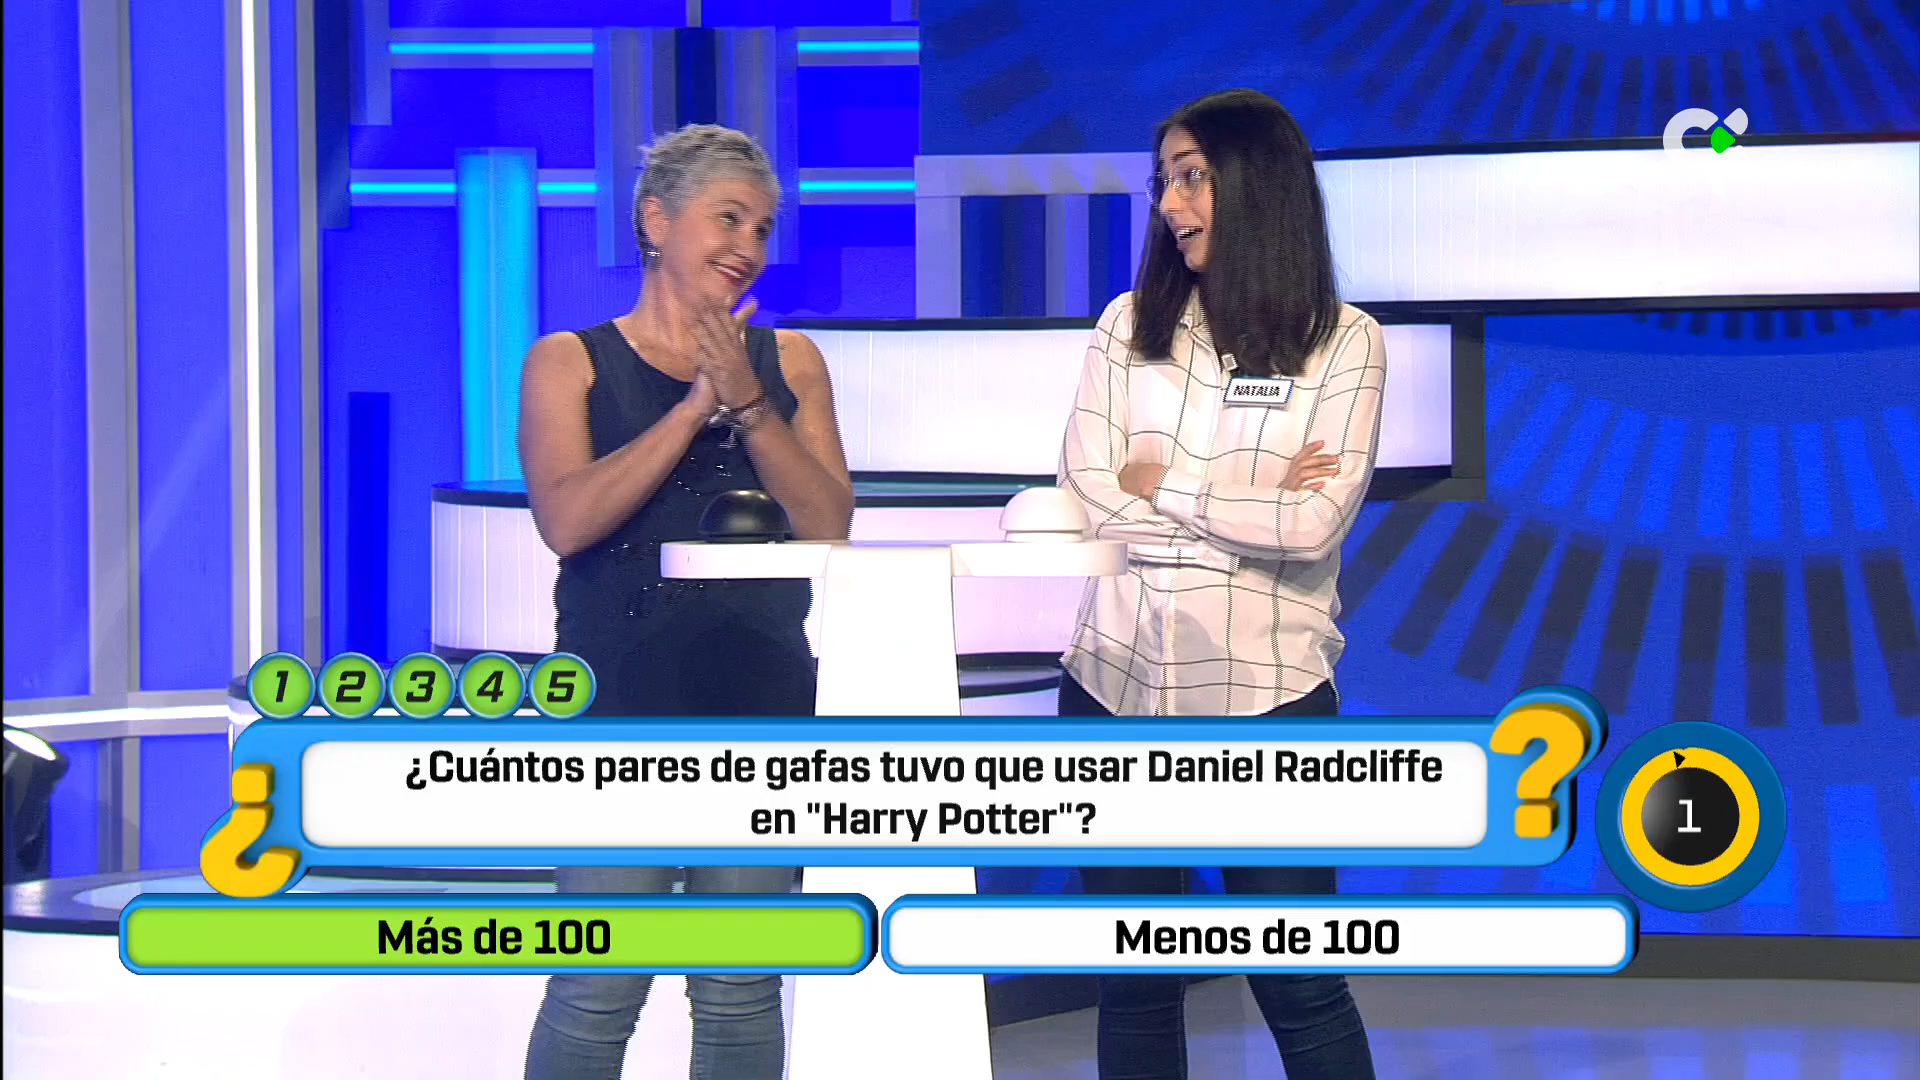 NATALIA
1 2 3 4 5
¿Cuántos pares de gafas tuvo que usar Daniel Radcliffe
en "Harry Potter"?
1
Más de 100
Menos de 100